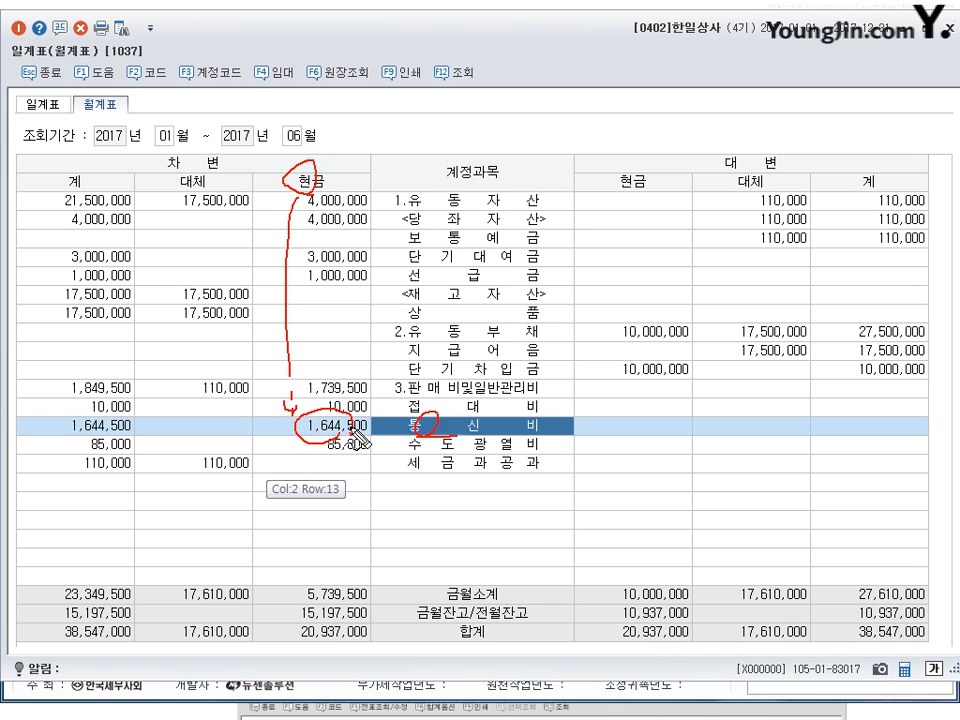 [0402]한일상사 (4기)
Youngjin.com Y.
일계표(월계표) [1037]
Esc 종료 F1 도움 F2 코드 F3 계정코드 F4 임대 F6 원장조회 F9 인쇄 F12 조회
일계표 월계표
조회기간 : 2017 년 01 월 ~ 2017 년 06 월
차 변 계정과목 대 변
계 대체 현금 현금 대체 계
21,500,000 17,500,000 4,000,000 1.유 동 자 산 110,000 110,000
4,000,000 4,000,000 <당 좌 자 산> 110,000 110,000
보 통 예 금 110,000 110,000
3,000,000 3,000,000 단 기 대 여 금
1,000,000 1,000,000 선 급 금
17,500,000 17,500,000 <재 고 자 산>
17,500,000 17,500,000 상 품
2.유 동 부 채 10,000,000 17,500,000 27,500,000
지 급 어 음 17,500,000 17,500,000
단 기 차 입 금 10,000,000 10,000,000
1,849,500 110,000 1,739,500 3.판 매 비및일반관리비
10,000 10,000 접 대 비
1,644,500 1,644,500 통 신 비
85,000 85,000 수 도 광 열 비
110,000 110,000 세 금 과 공 과
Col:2 Row:13
23,349,500 17,610,000 5,739,500 금월소계 10,000,000 17,610,000 27,610,000
15,197,500 15,197,500 금월잔고/전월잔고 10,937,000 10,937,000
38,547,000 17,610,000 20,937,000 합계 20,937,000 17,610,000 38,547,000
알림 : [X000000] 105-01-83017 가
주 최 : 한국세무사회 개발사 : 뉴젠솔루션
종료 도움 코드 전표조회/수정 합계옵션 인쇄 선택조회 조회